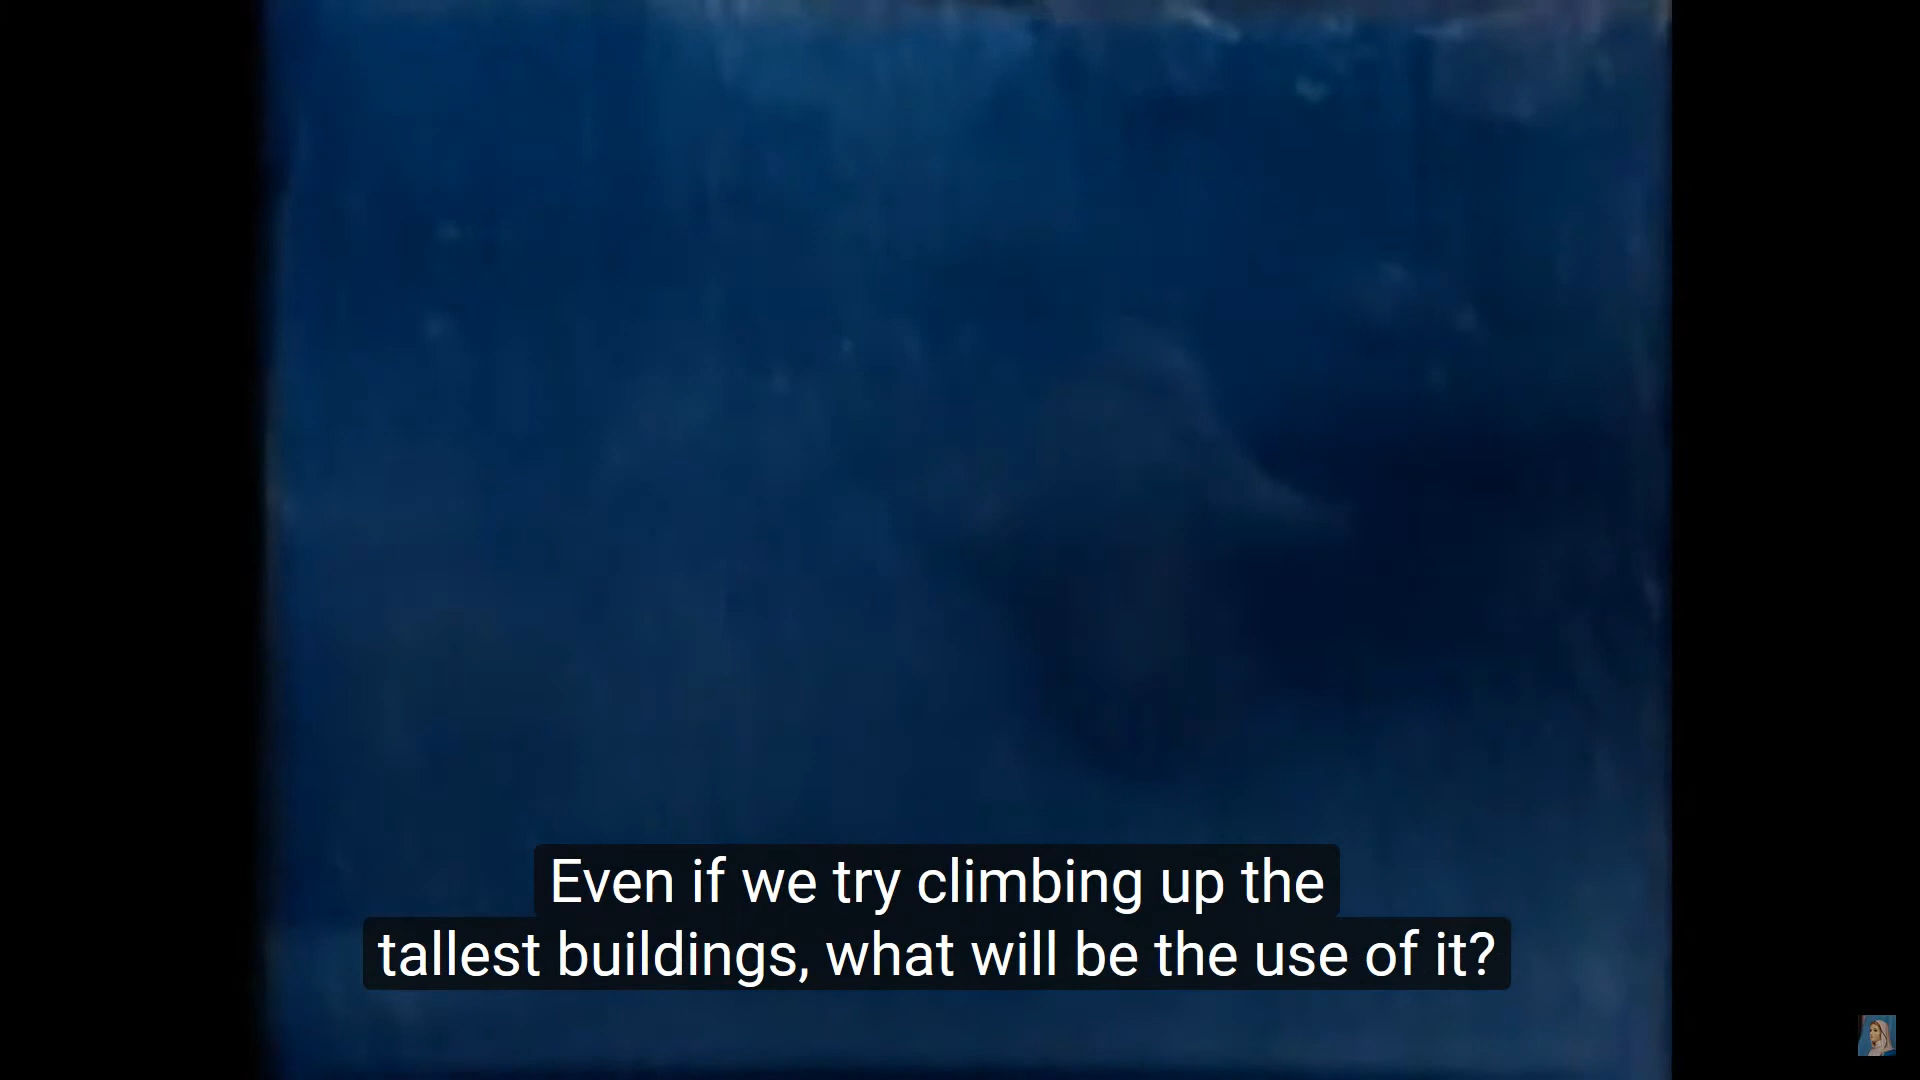 Even if we try climbing up the
tallest buildings, what will be the use of it?